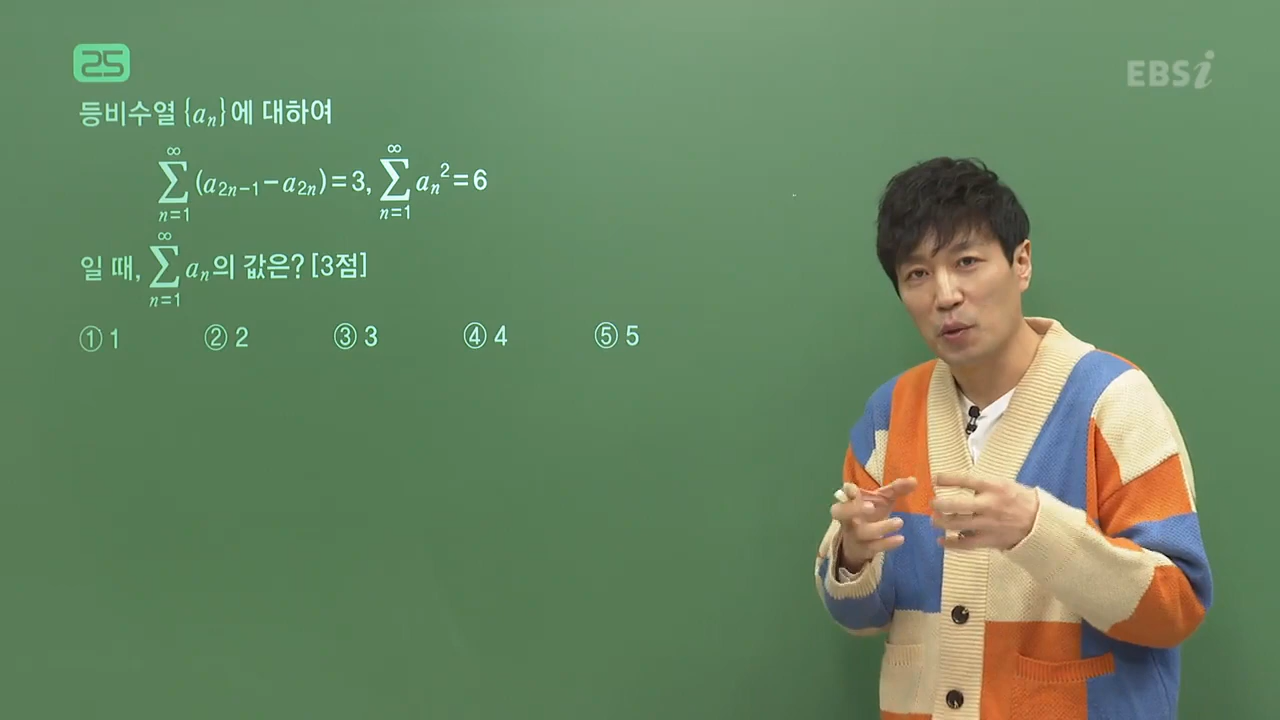 25
EBSi
등비수열 {aₙ}에 대하여
∞∑n=1 (a₂ₙ₋₁−a₂ₙ)=3, ∞∑n=1 aₙ²=6
일 때, ∞∑n=1 aₙ의 값은? [3점]
① 1 ② 2 ③ 3 ④ 4 ⑤ 5